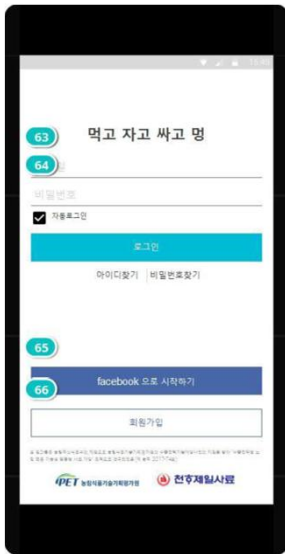 63
먹고 자고 싸고 멍
64
비밀번호
자동로그인
로그인
아이디찾기 | 비밀번호찾기
65
facebook 으로 시작하기
66
회원가입
iPET 농림식품기술기획평가원
천하제일사료